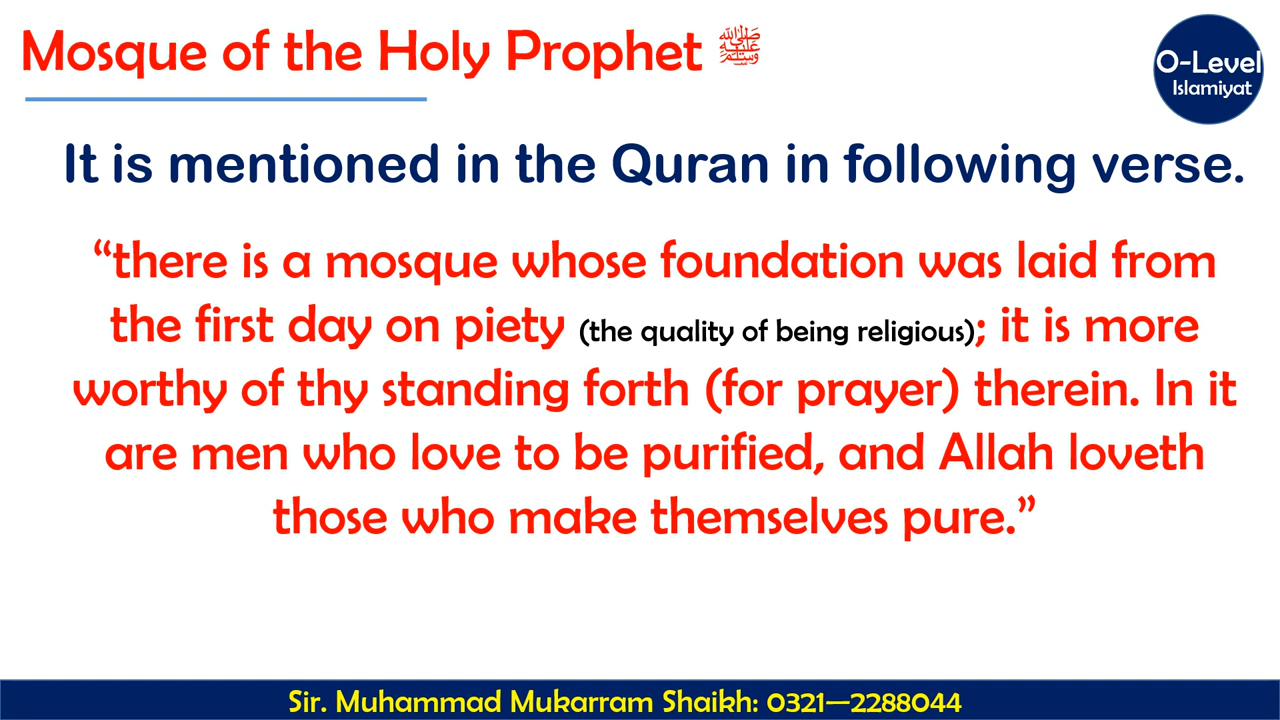 Mosque of the Holy Prophet ﷺ
O-Level
Islamiyat
It is mentioned in the Quran in following verse.
“there is a mosque whose foundation was laid from
the first day on piety (the quality of being religious); it is more
worthy of thy standing forth (for prayer) therein. In it
are men who love to be purified, and Allah loveth
those who make themselves pure.”
Sir. Muhammad Mukarram Shaikh: 0321—2288044